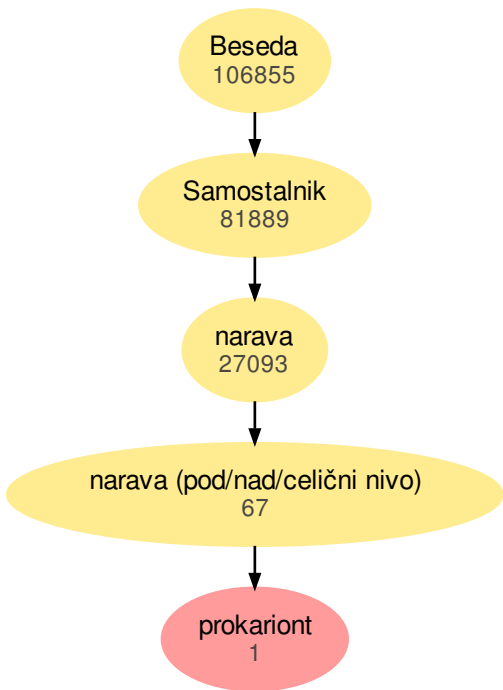 Beseda
106855
Samostalnik
81889
narava
27093
narava (pod/nad/celični nivo)
67
prokariont
1